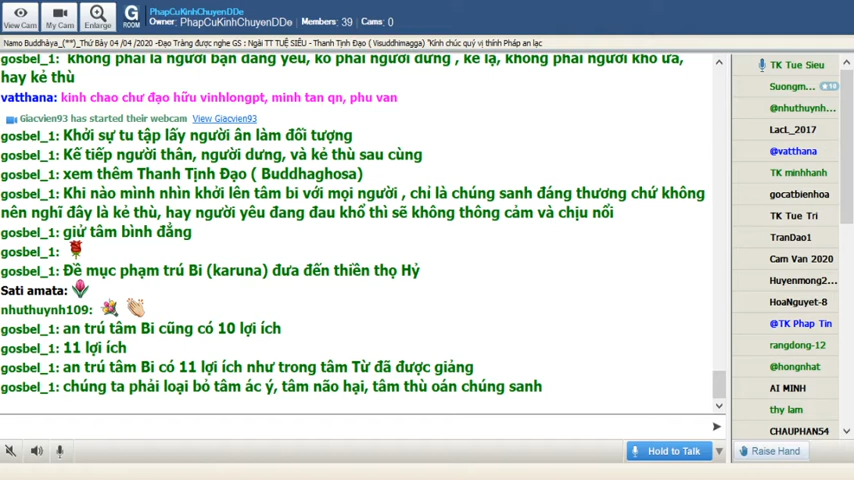 PhapCuKinhChuyenDDe
Owner: PhapCuKinhChuyenDDe Members: 39 Cams: 0
View Cam My Cam Enlarge G ROOM
Namo Buddhàya_(**)_Thứ Bảy 04 /04 /2020 -Đạo Tràng được nghe GS : Ngài TT TUỆ SIÊU - Thanh Tịnh Đạo ( Visuddhimagga) "Kính chúc quý vị thính Pháp an lạc
gosbel_1: không phải là người bạn đáng yêu, ko phải người dưng , kẻ lạ, không phải người khó ưa,
hay kẻ thù
vatthana: kinh chao chư đạo hữu vinhlongpt, minh tan qn, phu van
Giacvien93 has started their webcam View Giacvien93
gosbel_1: Khởi sự tu tập lấy người ân làm đối tượng
gosbel_1: Kế tiếp người thân, người dưng, và kẻ thù sau cùng
gosbel_1: xem thêm Thanh Tịnh Đạo ( Buddhaghosa)
gosbel_1: Khi nào mình nhìn khởi lên tâm bi với mọi người , chỉ là chúng sanh đáng thương chứ không
nên nghĩ đây là kẻ thù, hay người yêu đang đau khổ thì sẽ không thông cảm và chịu nổi
gosbel_1: giử tâm bình đẳng
gosbel_1:
gosbel_1: Đề mục phạm trú Bi (karuna) đưa đến thiền thọ Hỷ
Sati amata:
nhuthuynh109:
gosbel_1: an trú tâm Bi cũng có 10 lợi ích
gosbel_1: 11 lợi ích
gosbel_1: an trú tâm Bi có 11 lợi ích như trong tâm Từ đã được giảng
gosbel_1: chúng ta phải loại bỏ tâm ác ý, tâm não hại, tâm thù oán chúng sanh
Hold to Talk
TK Tue Sieu
Suongm... 10
@nhuthuynh...
LacL_2017
@vatthana
TK minhhanh
gocatbienhoa
TK Tue Tri
TranDao1
Cam Van 2020
Huyenmong2...
HoaNguyet-8
@TK Phap Tin
rangdong-12
@hongnhat
AI MINH
thy lam
CHAUPHAN54
Raise Hand